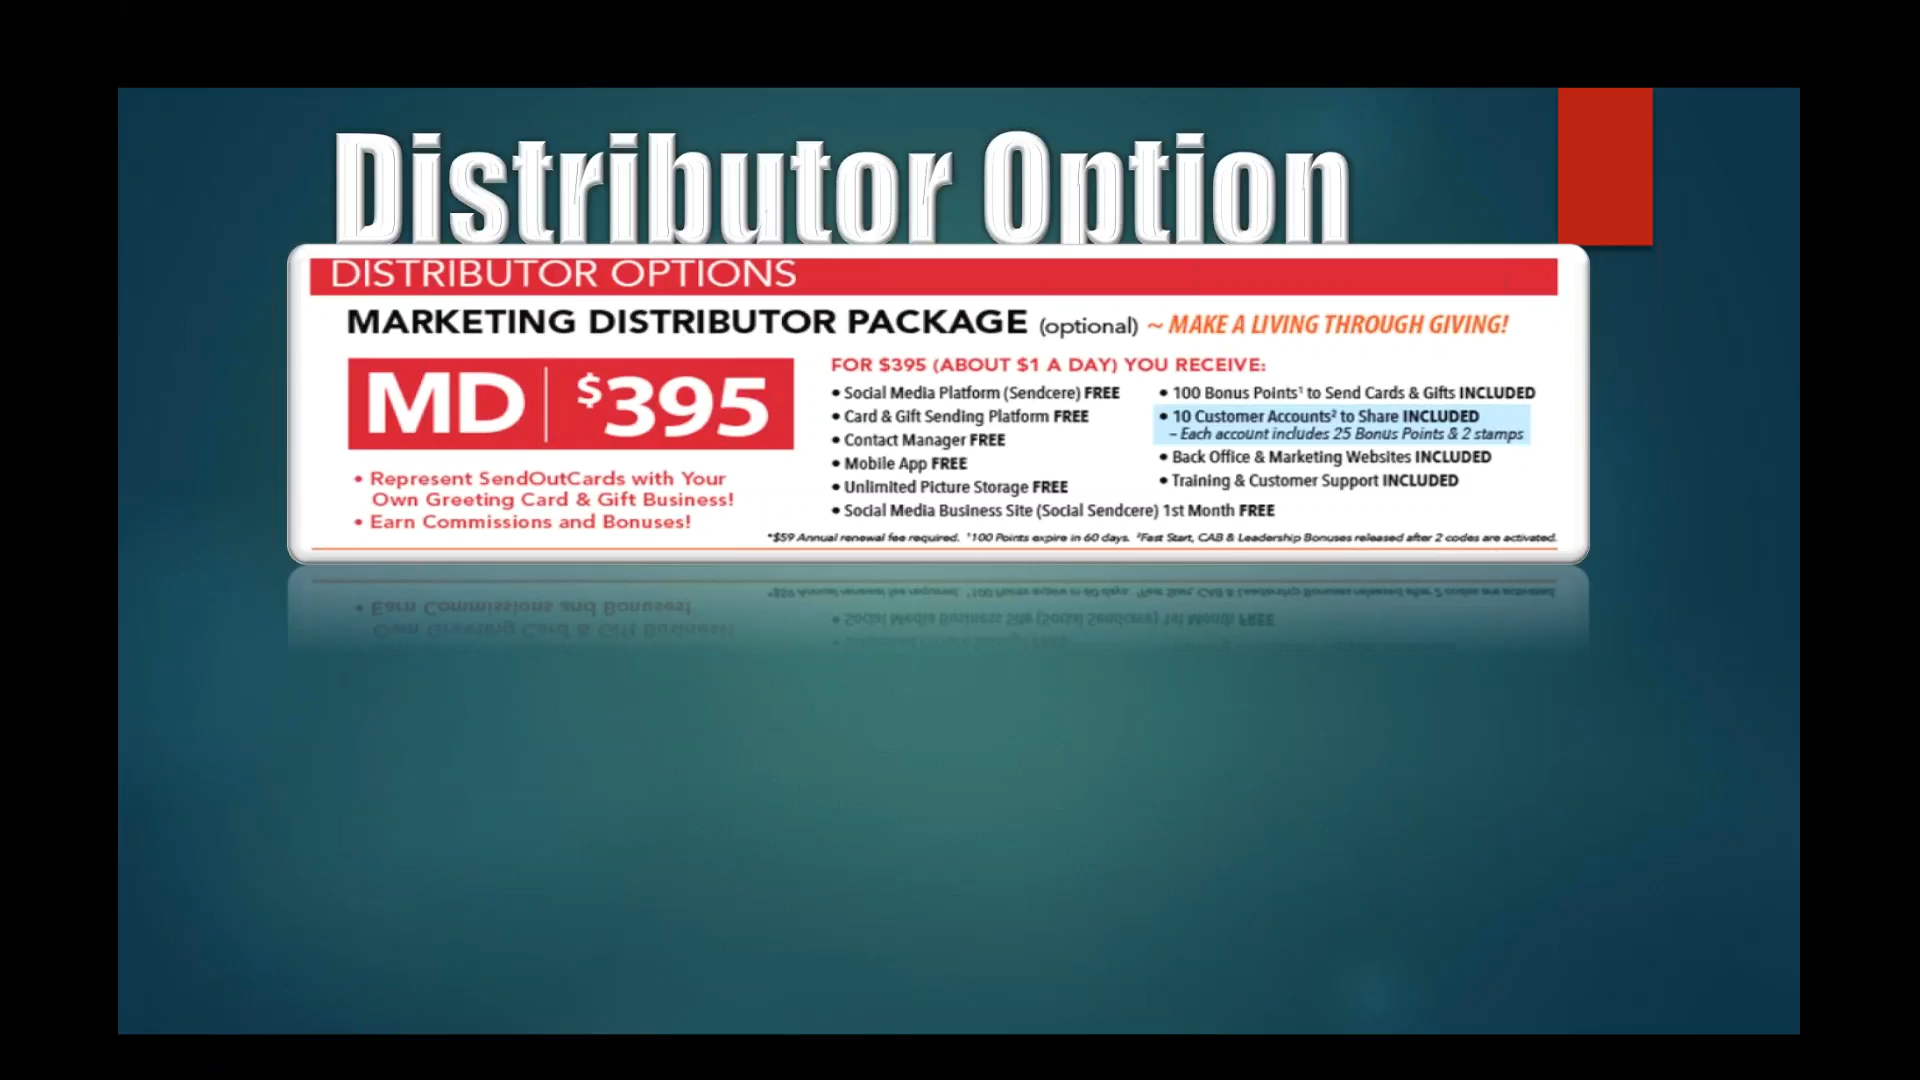 Distributor Option
DISTRIBUTOR OPTIONS
MARKETING DISTRIBUTOR PACKAGE (optional) ~ MAKE A LIVING THROUGH GIVING!
MD | $395
• Represent SendOutCards with Your
Own Greeting Card & Gift Business!
• Earn Commissions and Bonuses!
FOR $395 (ABOUT $1 A DAY) YOU RECEIVE:
• Social Media Platform (Sendcere) FREE
• Card & Gift Sending Platform FREE
• Contact Manager FREE
• Mobile App FREE
• Unlimited Picture Storage FREE
• Social Media Business Site (Social Sendcere) 1st Month FREE
• 100 Bonus Points¹ to Send Cards & Gifts INCLUDED
• 10 Customer Accounts² to Share INCLUDED
– Each account includes 25 Bonus Points & 2 stamps
• Back Office & Marketing Websites INCLUDED
• Training & Customer Support INCLUDED
*$59 Annual renewal fee required. ¹100 Points expire in 60 days. ²Fast Start, CAB & Leadership Bonuses released after 2 codes are activated.